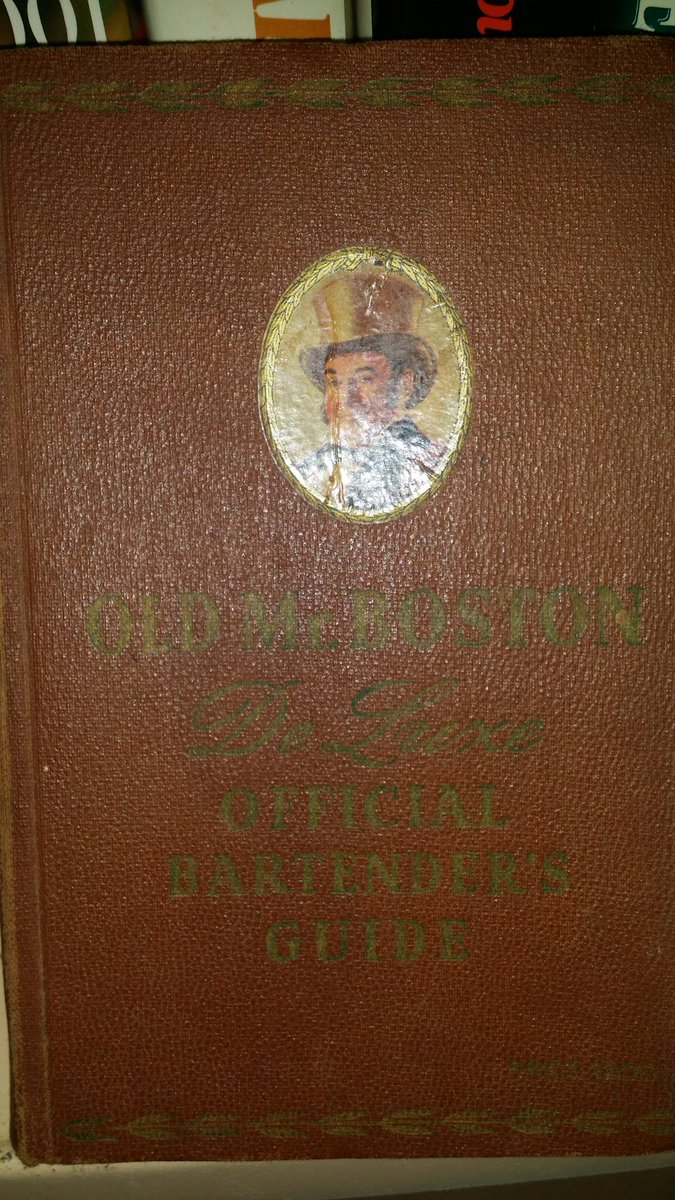 OLD Mr. BOSTON
De Luxe
OFFICIAL
BARTENDER'S
GUIDE